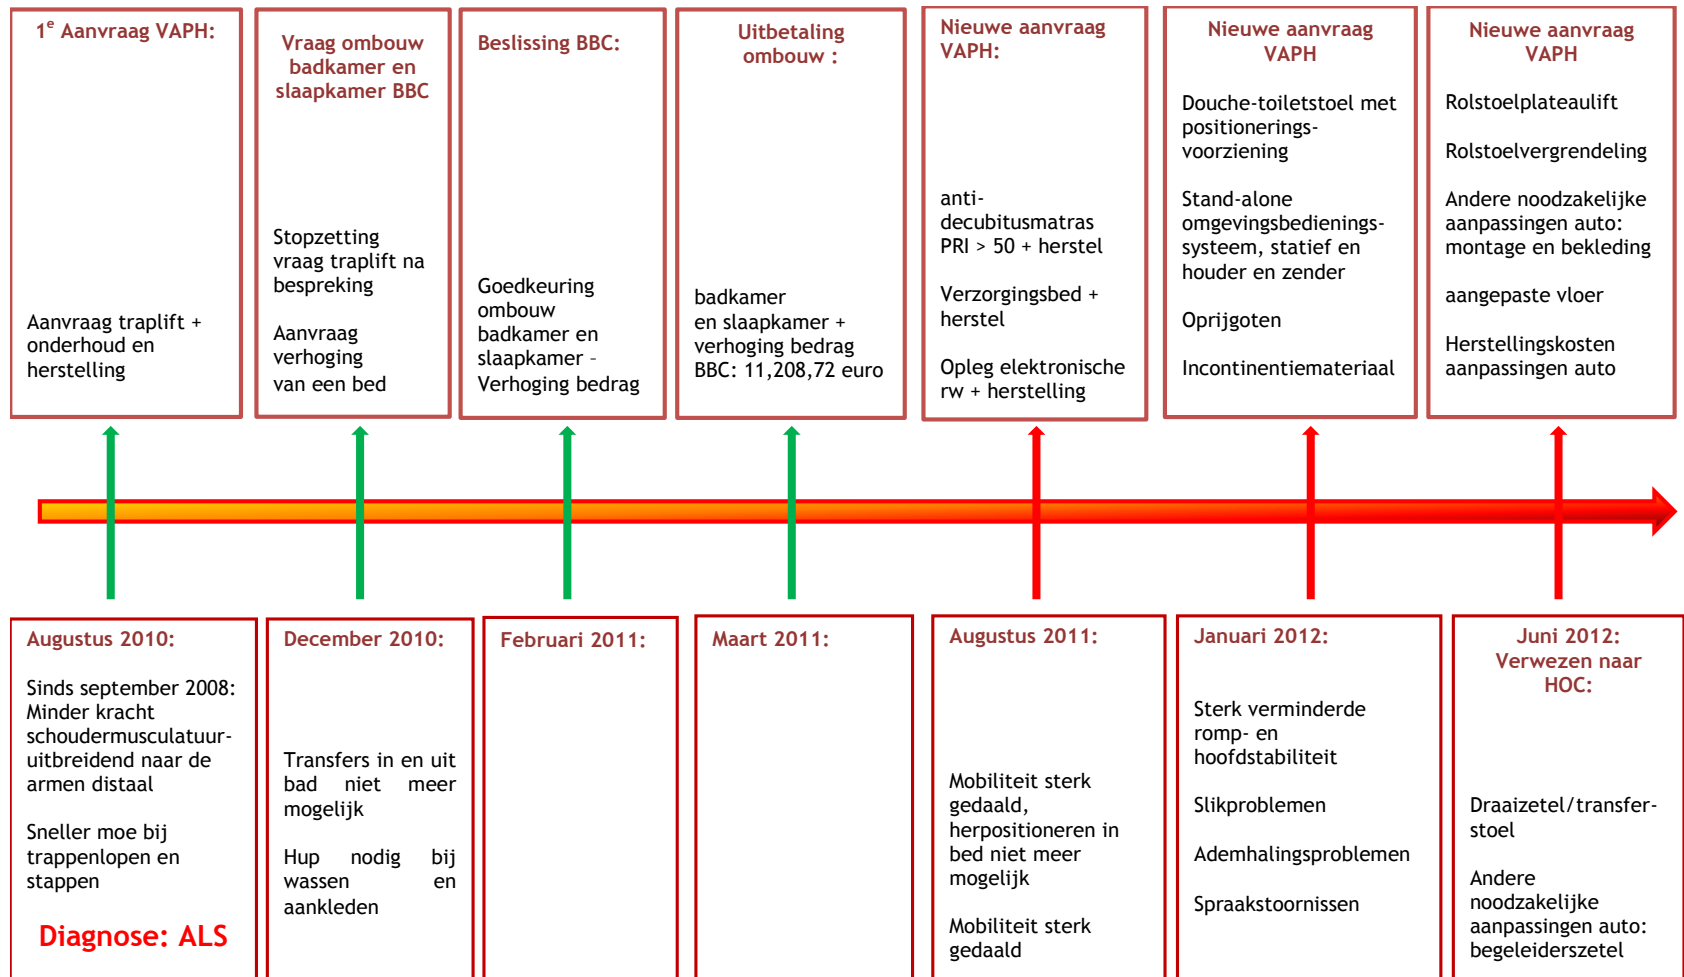 1e Aanvraag VAPH:
Aanvraag traplift +
onderhoud en
herstelling
Vraag ombouw
badkamer en
slaapkamer BBC
Stopzetting
vraag traplift na
bespreking
Aanvraag
verhoging
van een bed
Beslissing BBC:
Goedkeuring
ombouw
badkamer en
slaapkamer –
Verhoging bedrag
Uitbetaling
ombouw :
badkamer
en slaapkamer +
verhoging bedrag
BBC: 11,208,72 euro
Nieuwe aanvraag
VAPH:
anti-
decubitusmatras
PRI > 50 + herstel
Verzorgingsbed +
herstel
Opleg elektronische
rw + herstelling
Nieuwe aanvraag
VAPH
Douche-toiletstoel met
positionerings-
voorziening
Stand-alone
omgevingsbedienings-
systeem, statief en
houder en zender
Oprijgoten
Incontinentiemateriaal
Nieuwe aanvraag
VAPH
Rolstoelplateaulift
Rolstoelvergrendeling
Andere noodzakelijke
aanpassingen auto:
montage en bekleding
aangepaste vloer
Herstellingskosten
aanpassingen auto
Augustus 2010:
Sinds september 2008:
Minder kracht
schoudermusculatuur-
uitbreidend naar de
armen distaal
Sneller moe bij
trappenlopen en
stappen
Diagnose: ALS
December 2010:
Transfers in en uit
bad niet meer
mogelijk
Hup nodig bij
wassen en
aankleden
Februari 2011:
Maart 2011:
Augustus 2011:
Mobiliteit sterk
gedaald,
herpositioneren in
bed niet meer
mogelijk
Mobiliteit sterk
gedaald
Januari 2012:
Sterk verminderde
romp- en
hoofdstabiliteit
Slikproblemen
Ademhalingsproblemen
Spraakstoornissen
Juni 2012:
Verwezen naar
HOC:
Draaizetel/transfer-
stoel
Andere
noodzakelijke
aanpassingen auto:
begeleiderszetel